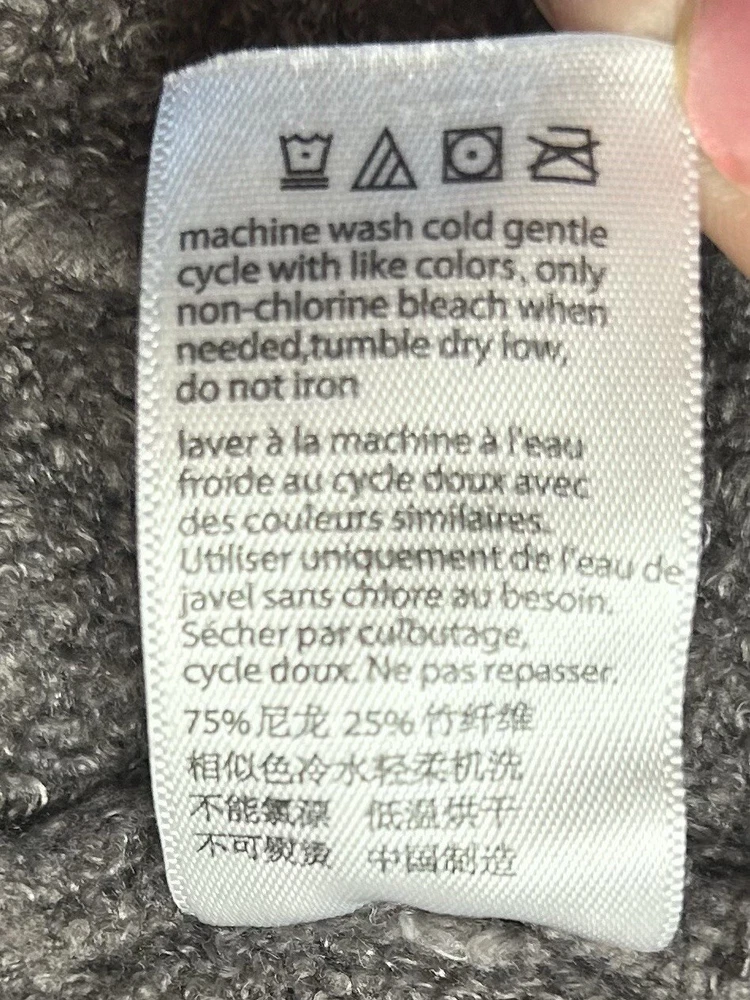 machine wash cold gentle
cycle with like colors, only
non-chlorine bleach when
needed,tumble dry low,
do not iron
laver à la machine à l'eau
froide au cycle doux avec
des couleurs similaires.
Utiliser uniquement de l'eau de
javel sans chlore au besoin.
Sécher par culbutage,
cycle doux. Ne pas repasser.
75%尼龙 25%竹纤维
相似色冷水轻柔机洗
不能氯漂 低温烘干
不可熨烫 中国制造